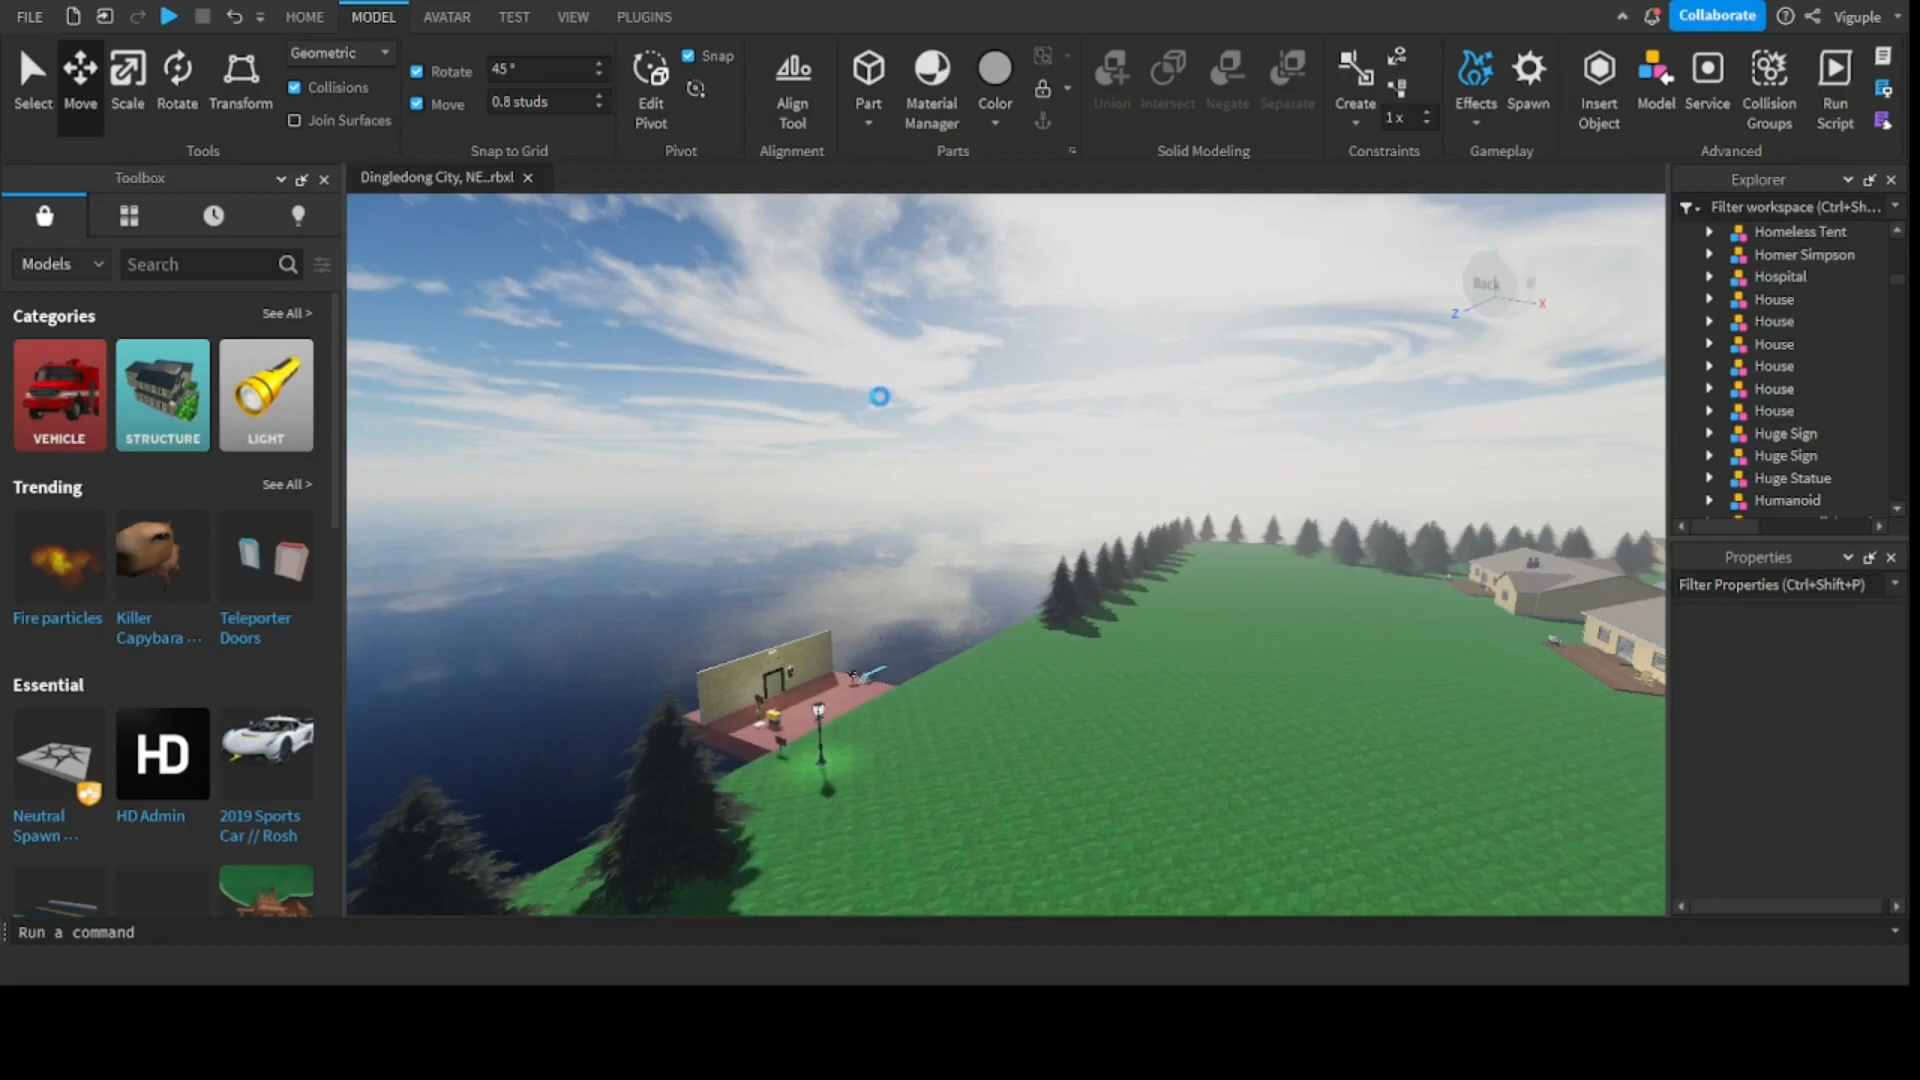 FILE HOME MODEL AVATAR TEST VIEW PLUGINS Collaborate Viguple
Select Move Scale Rotate Transform
Geometric
Collisions
Join Surfaces
Tools
Rotate 45 °
Move 0.8 studs
Snap to Grid
Edit
Pivot
Snap
Pivot
Align
Tool
Alignment
Part
Material
Manager
Color
Parts
Union Intersect Negate Separate
Solid Modeling
Create
1 x
Constraints
Effects Spawn
Gameplay
Insert
Object
Model
Service
Collision
Groups
Run
Script
Advanced
Toolbox
Models Search
Categories See All >
VEHICLE STRUCTURE LIGHT
Trending See All >
Fire particles
Killer
Capybara ...
Teleporter
Doors
Essential
HD
Neutral
Spawn ...
HD Admin
2019 Sports
Car // Rosh
Dingledong City, NE...rbxl
Back
Z X
Explorer
Filter workspace (Ctrl+Sh...
Homeless Tent
Homer Simpson
Hospital
House
House
House
House
House
House
Huge Sign
Huge Sign
Huge Statue
Humanoid
Properties
Filter Properties (Ctrl+Shift+P)
Run a command